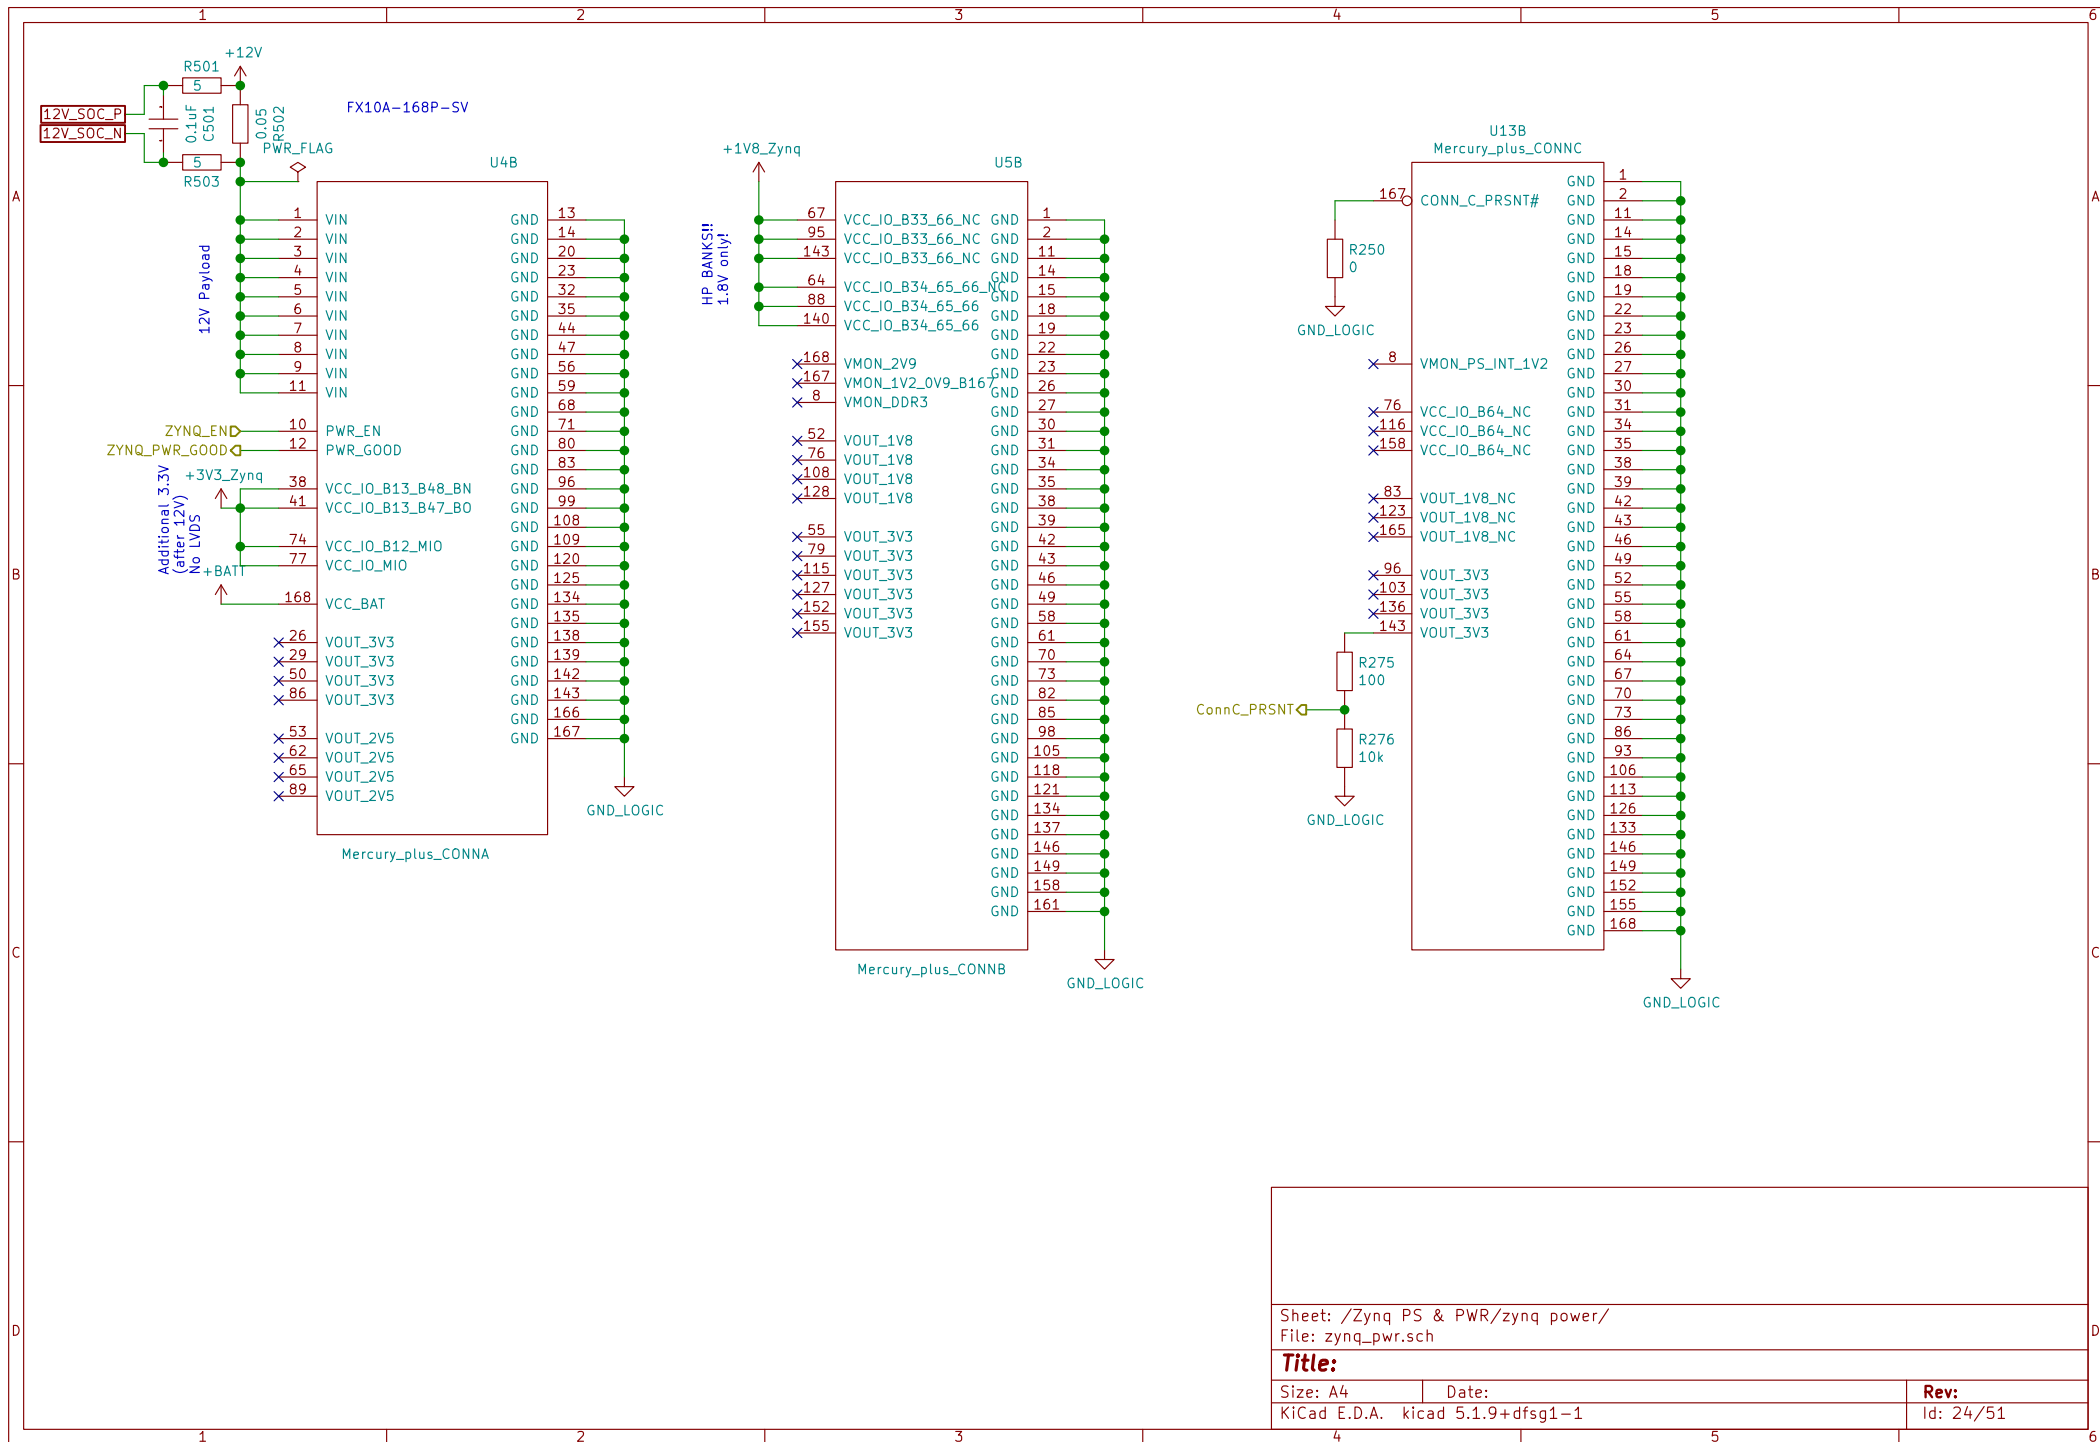 1 2 3 4 5 6
+12V
R501
5
12V_SOC_P
12V_SOC_N
0.1uF
C501
0.05
R502
5
R503
PWR_FLAG
FX10A-168P-SV
12V Payload
U4B
1 VIN
2 VIN
3 VIN
4 VIN
5 VIN
6 VIN
7 VIN
8 VIN
9 VIN
11 VIN
ZYNQ_EN 10 PWR_EN
ZYNQ_PWR_GOOD 12 PWR_GOOD
+3V3_Zynq
Additional 3.3V
(after 12V)
No LVDS
38 VCC_IO_B13_B48_BN
41 VCC_IO_B13_B47_BO
74 VCC_IO_B12_MIO
77 VCC_IO_MIO
+BATT
168 VCC_BAT
26 VOUT_3V3
29 VOUT_3V3
50 VOUT_3V3
86 VOUT_3V3
53 VOUT_2V5
62 VOUT_2V5
65 VOUT_2V5
89 VOUT_2V5
GND 13
GND 14
GND 20
GND 23
GND 32
GND 35
GND 44
GND 47
GND 56
GND 59
GND 68
GND 71
GND 80
GND 83
GND 96
GND 99
GND 108
GND 109
GND 120
GND 125
GND 134
GND 135
GND 138
GND 139
GND 142
GND 143
GND 166
GND 167
GND_LOGIC
Mercury_plus_CONNA
+1V8_Zynq
HP BANKS!!
1.8V only!
U5B
67 VCC_IO_B33_66_NC
95 VCC_IO_B33_66_NC
143 VCC_IO_B33_66_NC
64 VCC_IO_B34_65_66_NC
88 VCC_IO_B34_65_66
140 VCC_IO_B34_65_66
168 VMON_2V9
167 VMON_1V2_0V9_B167
8 VMON_DDR3
52 VOUT_1V8
76 VOUT_1V8
108 VOUT_1V8
128 VOUT_1V8
55 VOUT_3V3
79 VOUT_3V3
115 VOUT_3V3
127 VOUT_3V3
152 VOUT_3V3
155 VOUT_3V3
GND 1
GND 2
GND 11
GND 14
GND 15
GND 18
GND 19
GND 22
GND 23
GND 26
GND 27
GND 30
GND 31
GND 34
GND 35
GND 38
GND 39
GND 42
GND 43
GND 46
GND 49
GND 58
GND 61
GND 70
GND 73
GND 82
GND 85
GND 98
GND 105
GND 118
GND 121
GND 134
GND 137
GND 146
GND 149
GND 158
GND 161
Mercury_plus_CONNB
GND_LOGIC
U13B
Mercury_plus_CONNC
167 CONN_C_PRSNT#
R250
0
GND_LOGIC
8 VMON_PS_INT_1V2
76 VCC_IO_B64_NC
116 VCC_IO_B64_NC
158 VCC_IO_B64_NC
83 VOUT_1V8_NC
123 VOUT_1V8_NC
165 VOUT_1V8_NC
96 VOUT_3V3
103 VOUT_3V3
136 VOUT_3V3
143 VOUT_3V3
R275
100
ConnC_PRSNT
R276
10k
GND_LOGIC
GND 1
GND 2
GND 11
GND 14
GND 15
GND 18
GND 19
GND 22
GND 23
GND 26
GND 27
GND 30
GND 31
GND 34
GND 35
GND 38
GND 39
GND 42
GND 43
GND 46
GND 49
GND 52
GND 55
GND 58
GND 61
GND 64
GND 67
GND 70
GND 73
GND 86
GND 93
GND 106
GND 113
GND 126
GND 133
GND 146
GND 149
GND 152
GND 155
GND 168
GND_LOGIC
A A
B B
C C
D D
Sheet: /Zynq PS & PWR/zynq power/
File: zynq_pwr.sch
Title:
Size: A4 Date: Rev:
KiCad E.D.A. kicad 5.1.9+dfsg1-1 Id: 24/51
1 2 3 4 5 6